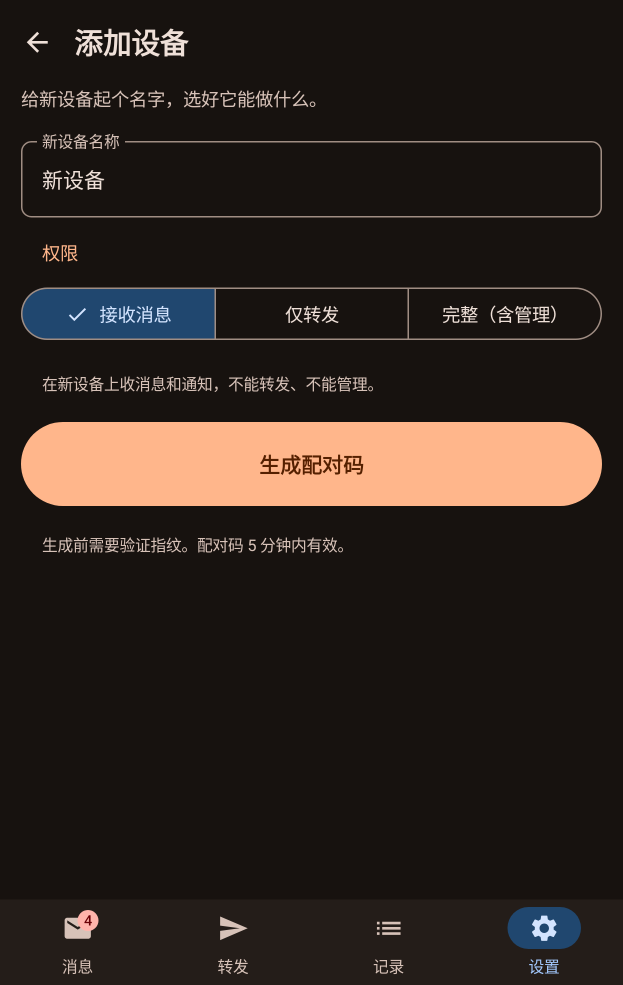 添加设备
给新设备起个名字，选好它能做什么。
新设备名称
新设备
权限
接收消息
仅转发
完整（含管理）
在新设备上收消息和通知，不能转发、不能管理。
生成配对码
生成前需要验证指纹。配对码 5 分钟内有效。
4
消息
转发
记录
设置